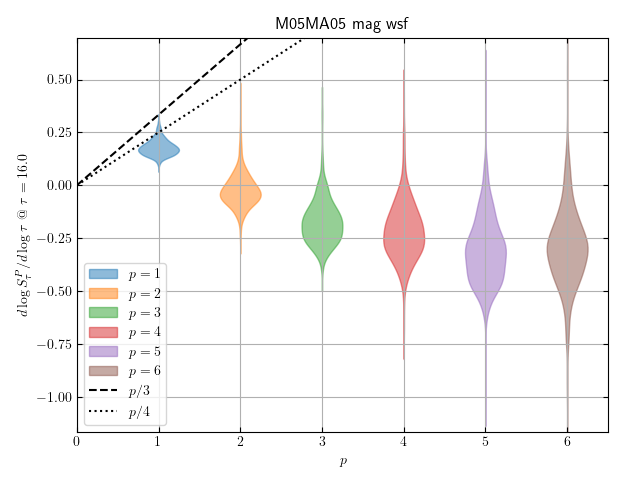 M05MA05 mag wsf
d log S_τ^P / d log τ @ τ = 16.0
0.50
0.25
0.00
−0.25
−0.50
−0.75
−1.00
p = 1
p = 2
p = 3
p = 4
p = 5
p = 6
p/3
p/4
0 1 2 3 4 5 6
p